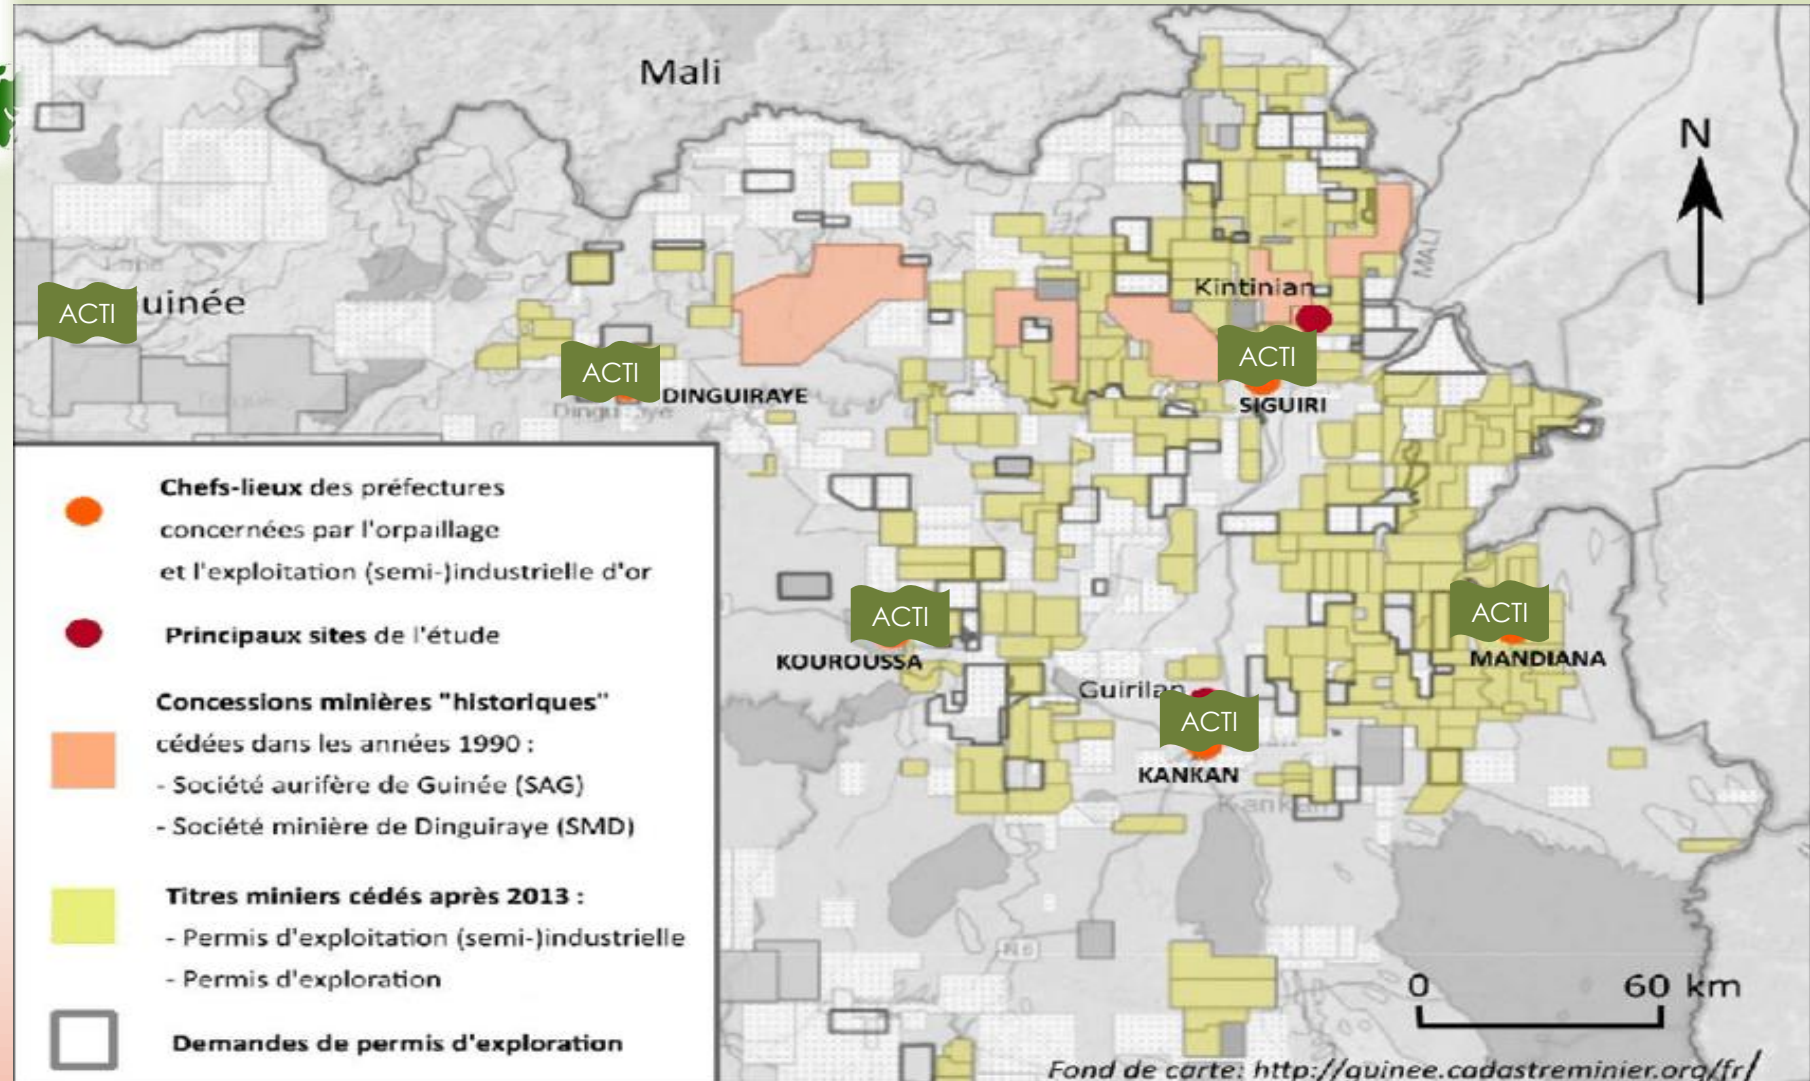 Mali
N
MALI
Kintinian
ACTI
uinée
ACTI
ACTI
DINGUIRAYE
SIGUIRI
Chefs-lieux des préfectures
concernées par l'orpaillage
et l'exploitation (semi-)industrielle d'or
Principaux sites de l'étude
Concessions minières "historiques"
cédées dans les années 1990 :
- Société aurifère de Guinée (SAG)
- Société minière de Dinguiraye (SMD)
Titres miniers cédés après 2013 :
- Permis d'exploitation (semi-)industrielle
- Permis d'exploration
Demandes de permis d'exploration
ACTI
KOUROUSSA
ACTI
MANDIANA
Guirilan
ACTI
KANKAN
Kankan
N6
0 60 km
Fond de carte: http://guinee.cadastreminier.org/fr/